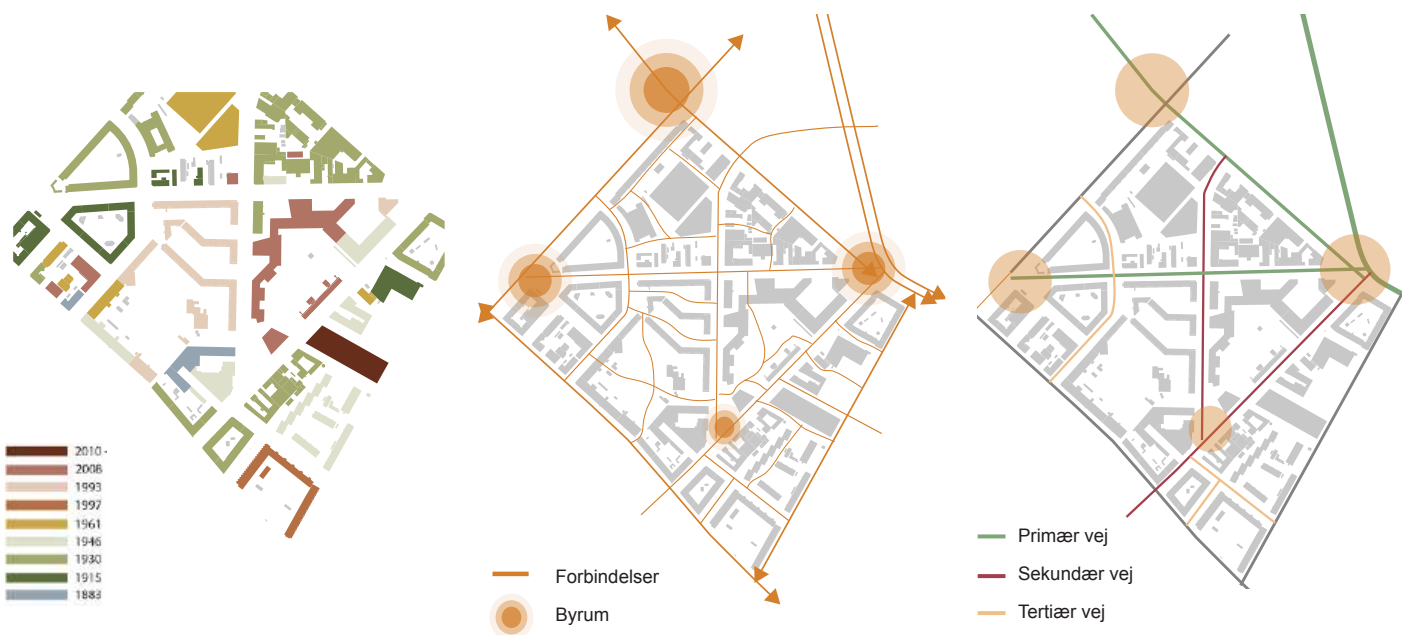 2010 -
2008
1993
1997
1961
1946
1930
1915
1883
Forbindelser
Byrum
Primær vej
Sekundær vej
Tertiær vej